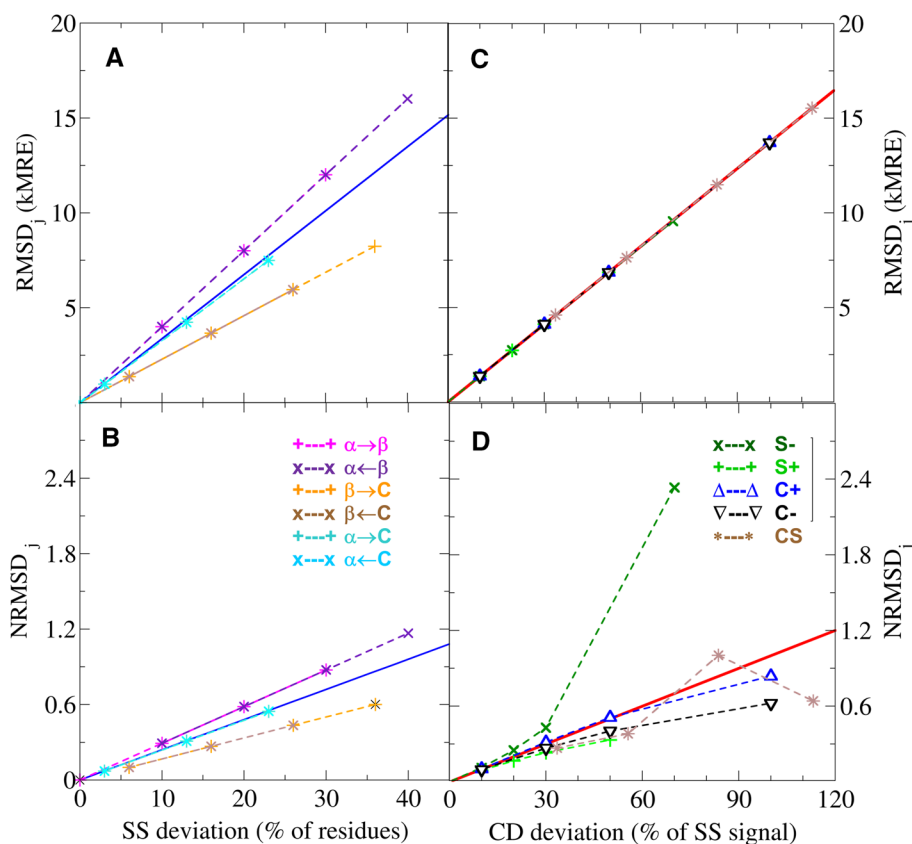 A
C
20
15
10
5
RMSD_j (kMRE)
20
15
10
5
RMSD_j (kMRE)
B
+---+ α→β
x---x α←β
+---+ β→C
x---x β←C
+---+ α→C
x---x α←C
D
x---x S-
+---+ S+
Δ---Δ C+
∇---∇ C-
*---* CS
2.4
1.8
1.2
0.6
0
NRMSD_j
2.4
1.8
1.2
0.6
NRMSD_j
0 10 20 30 40
SS deviation (% of residues)
0 30 60 90 120
CD deviation (% of SS signal)